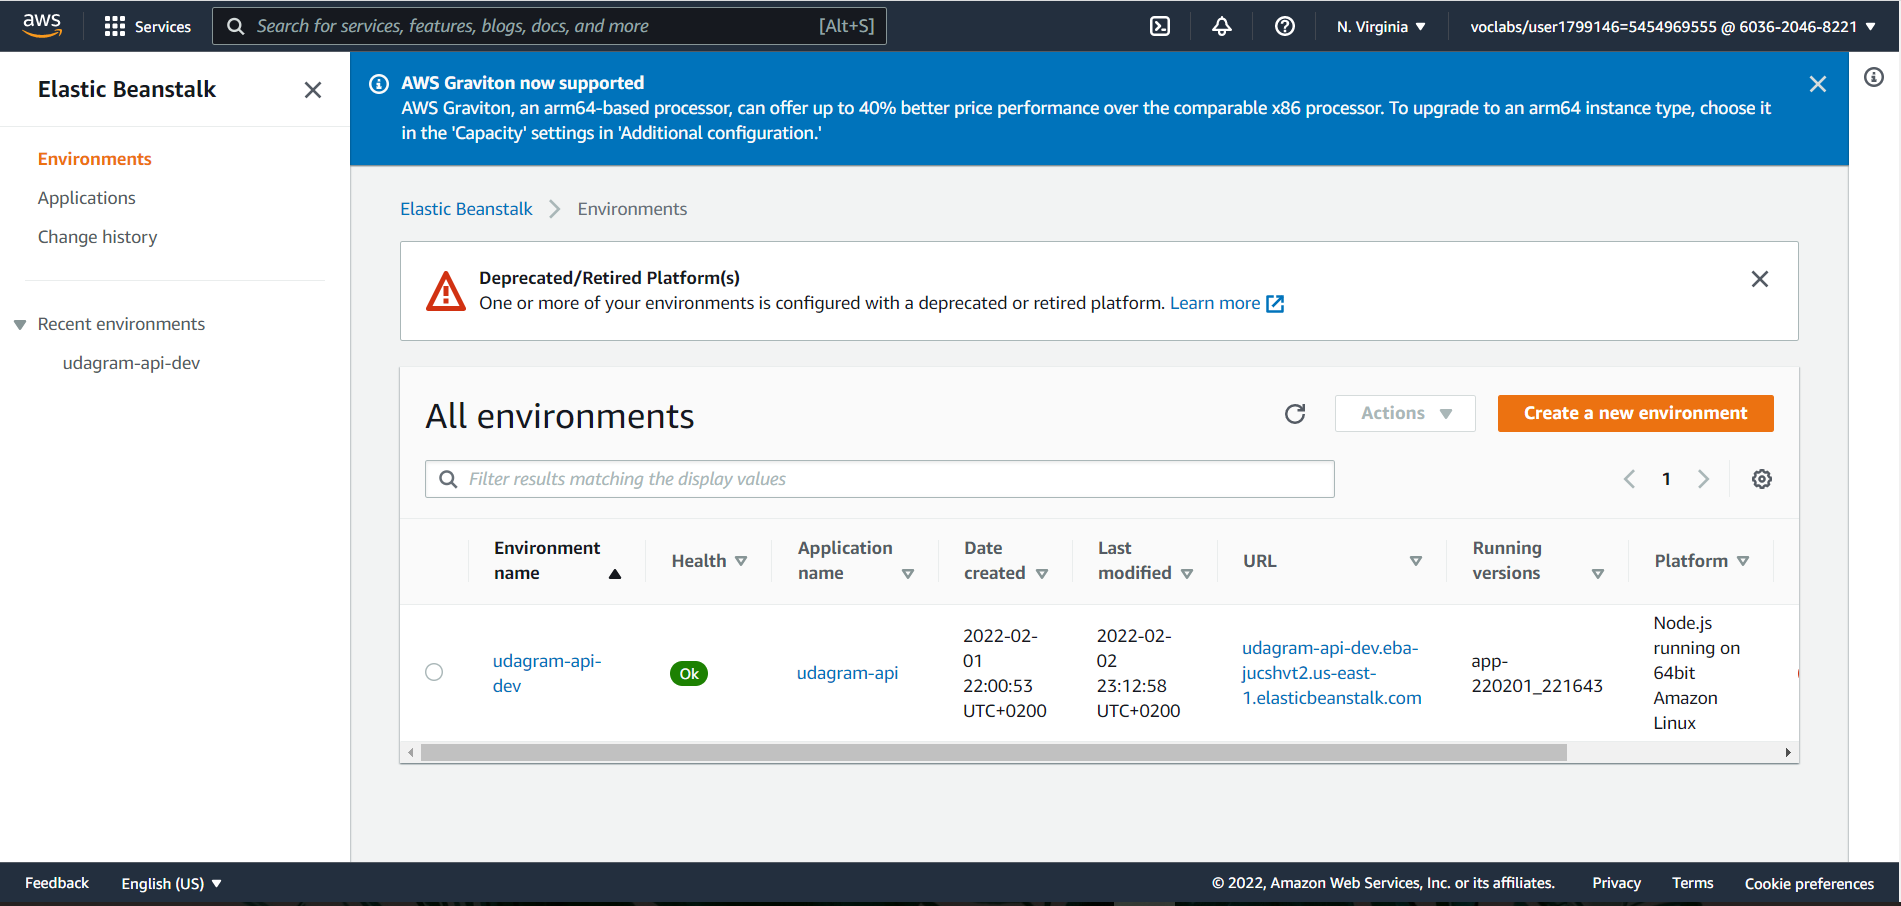 aws
Services
Search for services, features, blogs, docs, and more
[Alt+S]
N. Virginia
voclabs/user1799146=5454969555 @ 6036-2046-8221
Elastic Beanstalk
Environments
Applications
Change history
Recent environments
udagram-api-dev
AWS Graviton now supported
AWS Graviton, an arm64-based processor, can offer up to 40% better price performance over the comparable x86 processor. To upgrade to an arm64 instance type, choose it
in the 'Capacity' settings in 'Additional configuration.'
Elastic Beanstalk
Environments
Deprecated/Retired Platform(s)
One or more of your environments is configured with a deprecated or retired platform. Learn more
All environments
Actions
Create a new environment
Filter results matching the display values
1
Environment
name
Health
Application
name
Date
created
Last
modified
URL
Running
versions
Platform
udagram-api-
dev
Ok
udagram-api
2022-02-
01
22:00:53
UTC+0200
2022-02-
02
23:12:58
UTC+0200
udagram-api-dev.eba-
jucshvt2.us-east-
1.elasticbeanstalk.com
app-
220201_221643
Node.js
running on
64bit
Amazon
Linux
Feedback
English (US)
© 2022, Amazon Web Services, Inc. or its affiliates.
Privacy
Terms
Cookie preferences